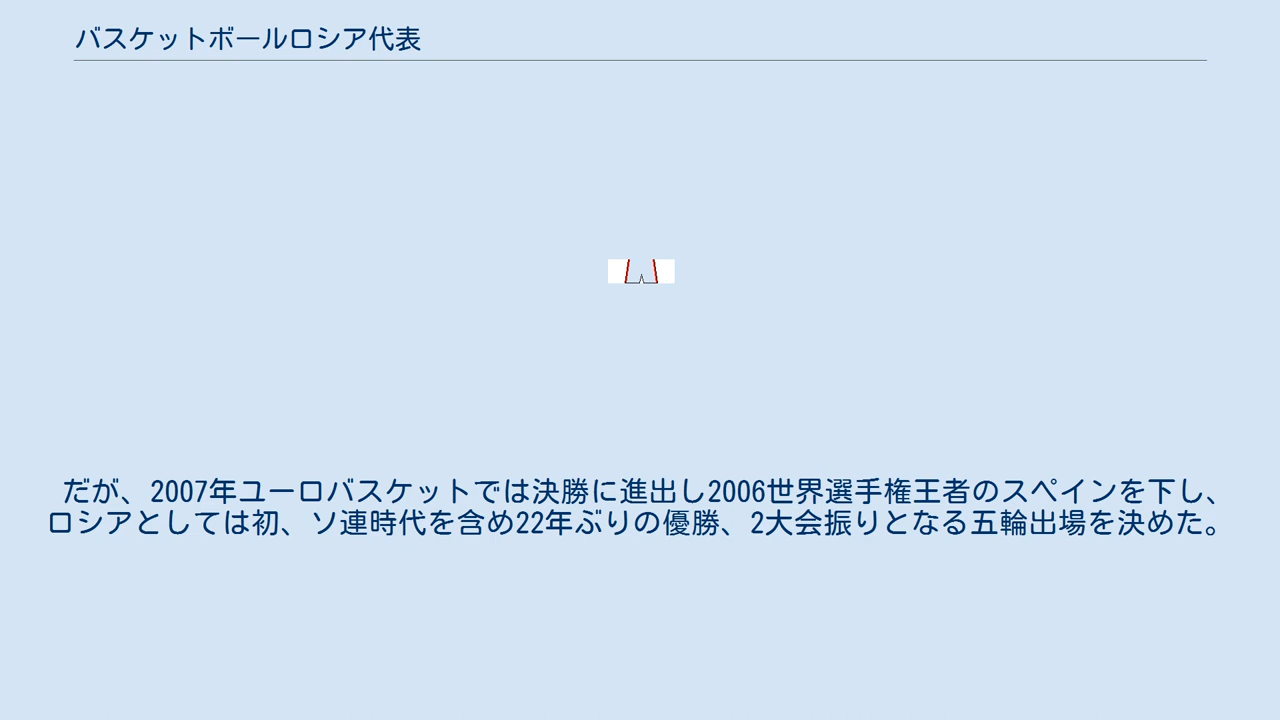 バスケットボールロシア代表
だが、2007年ユーロバスケットでは決勝に進出し2006世界選手権王者のスペインを下し、
ロシアとしては初、ソ連時代を含め22年ぶりの優勝、2大会振りとなる五輪出場を決めた。